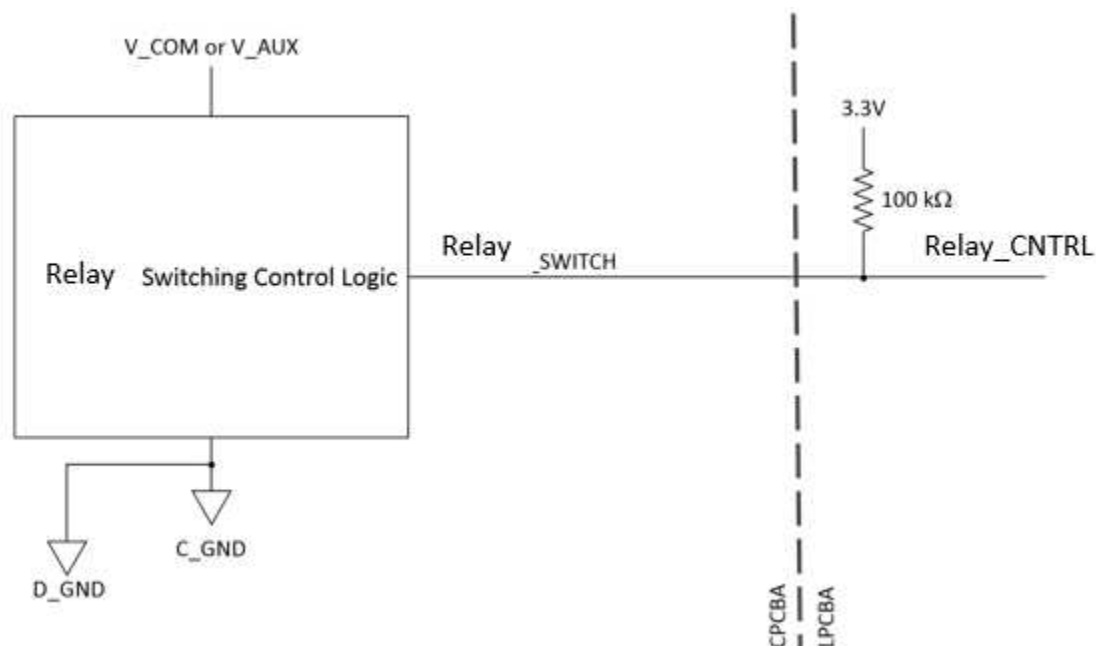 V_COM or V_AUX
3.3V
100 kΩ
Relay Switching Control Logic
Relay _SWITCH
Relay_CNTRL
C_GND
D_GND
CPCBA
LPCBA